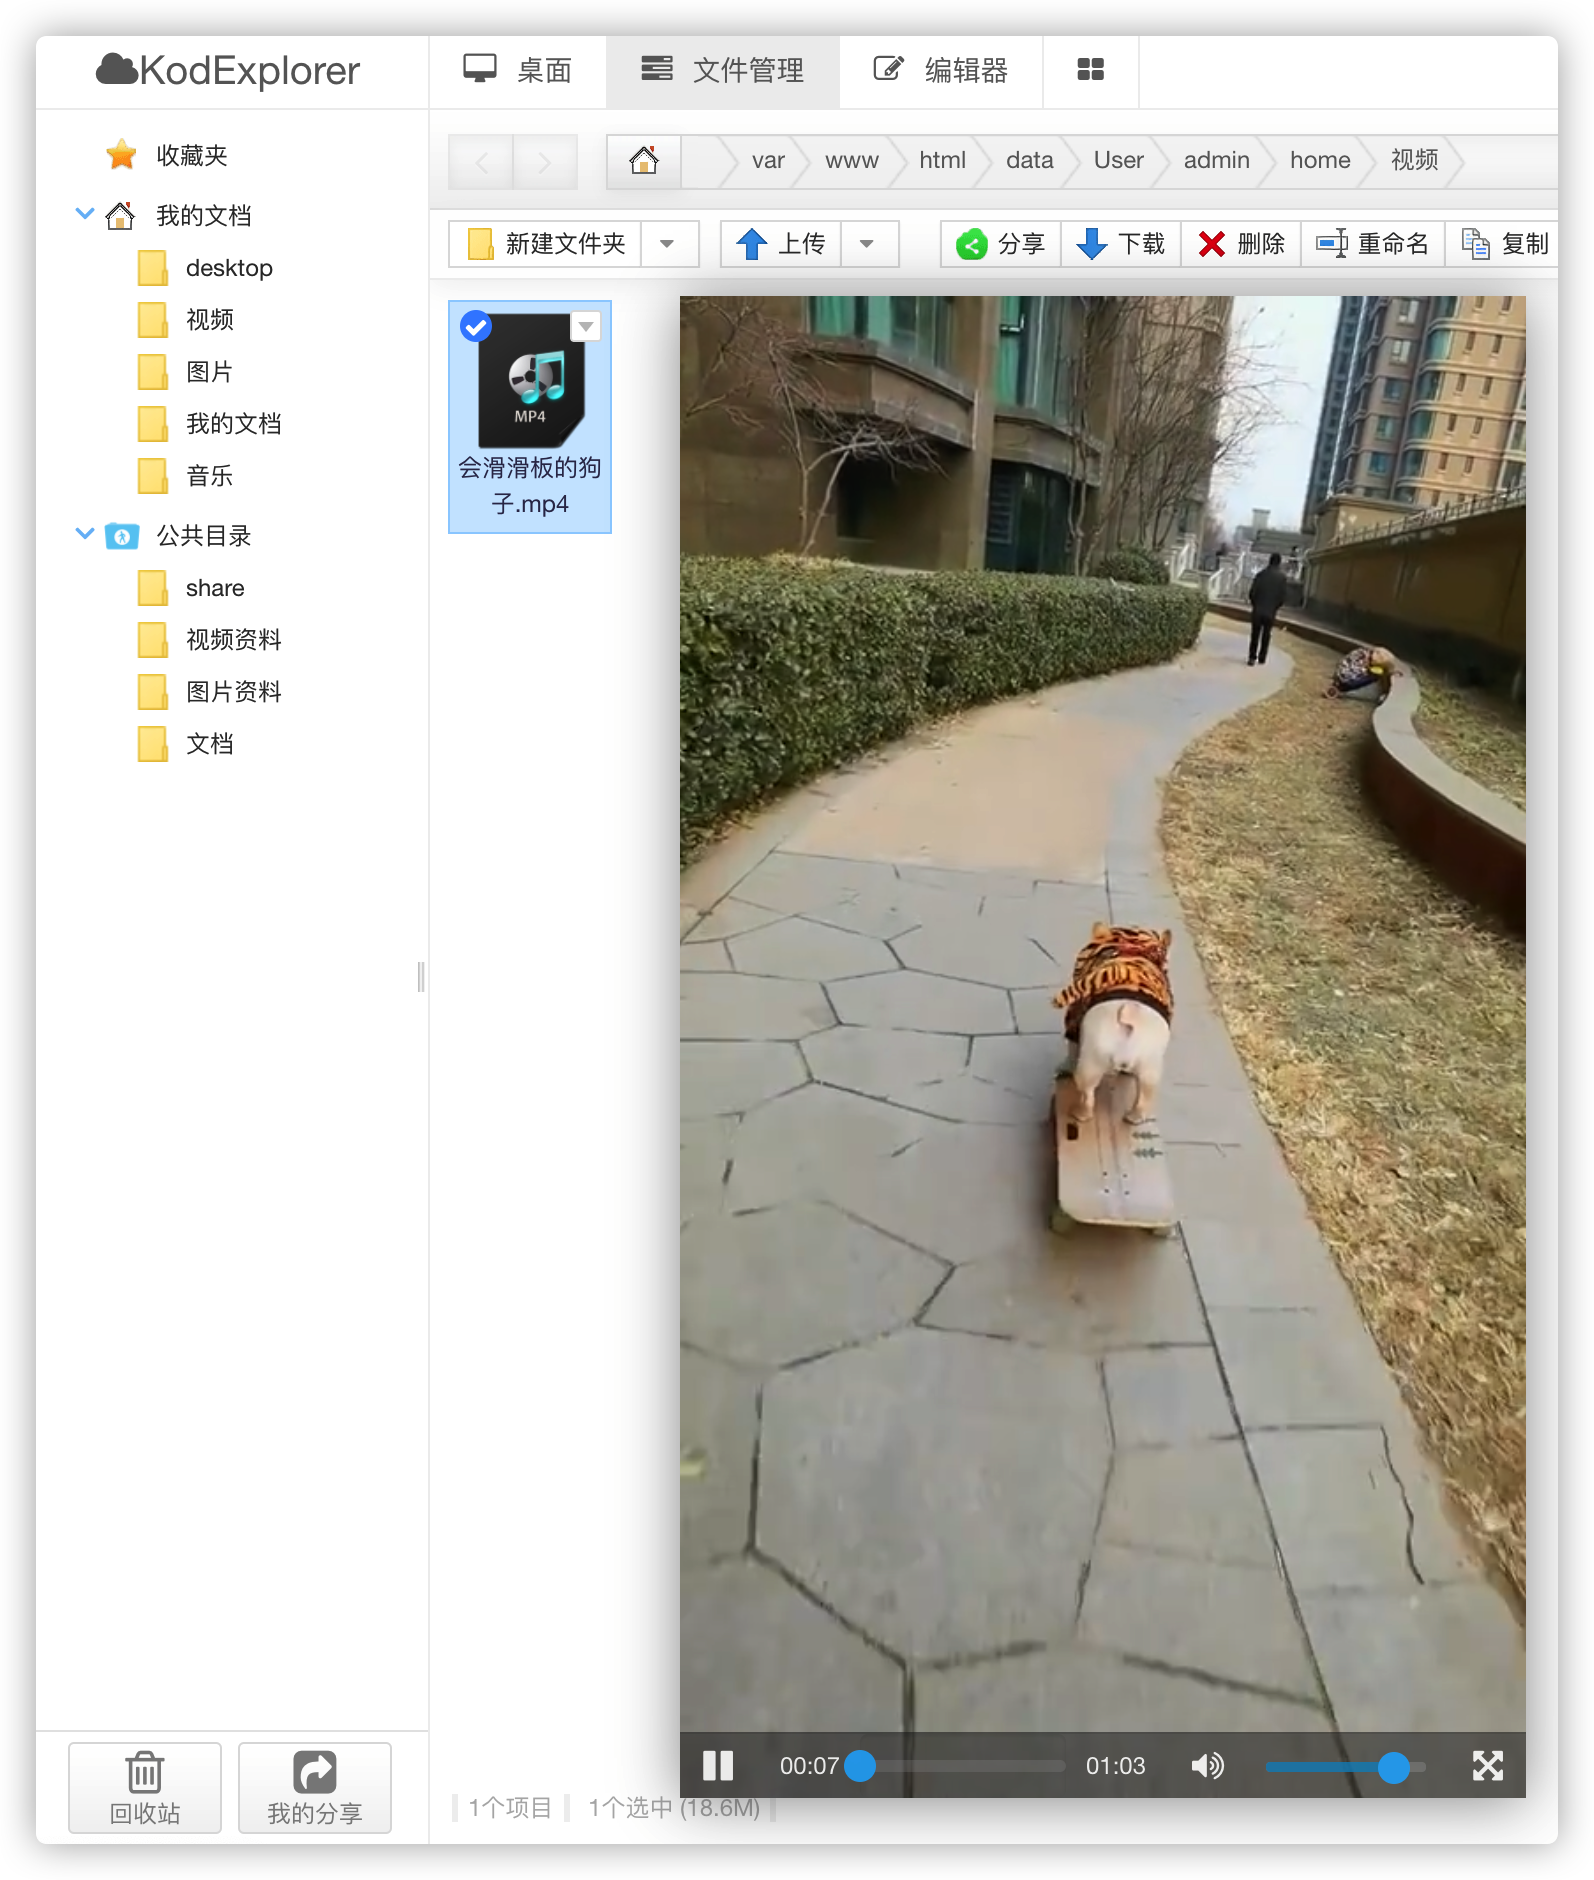 KodExplorer
桌面
文件管理
编辑器
收藏夹
我的文档
desktop
视频
图片
我的文档
音乐
公共目录
share
视频资料
图片资料
文档
回收站
我的分享
var www html data User admin home 视频
新建文件夹
上传
分享
下载
删除
重命名
复制
MP4
会滑滑板的狗
子.mp4
00:07
01:03
1个项目
1个选中 (18.6M)